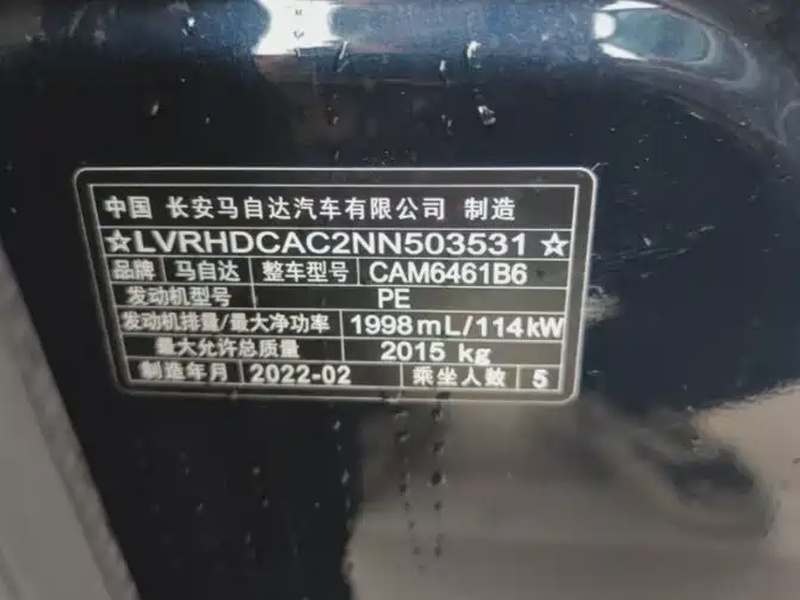 中国 长安马自达汽车有限公司 制造
☆LVRHDCAC2NN503531☆
品牌 马自达 整车型号 CAM6461B6
发动机型号 PE
发动机排量/最大净功率 1998mL/114kW
最大允许总质量 2015 kg
制造年月 2022-02 乘坐人数 5